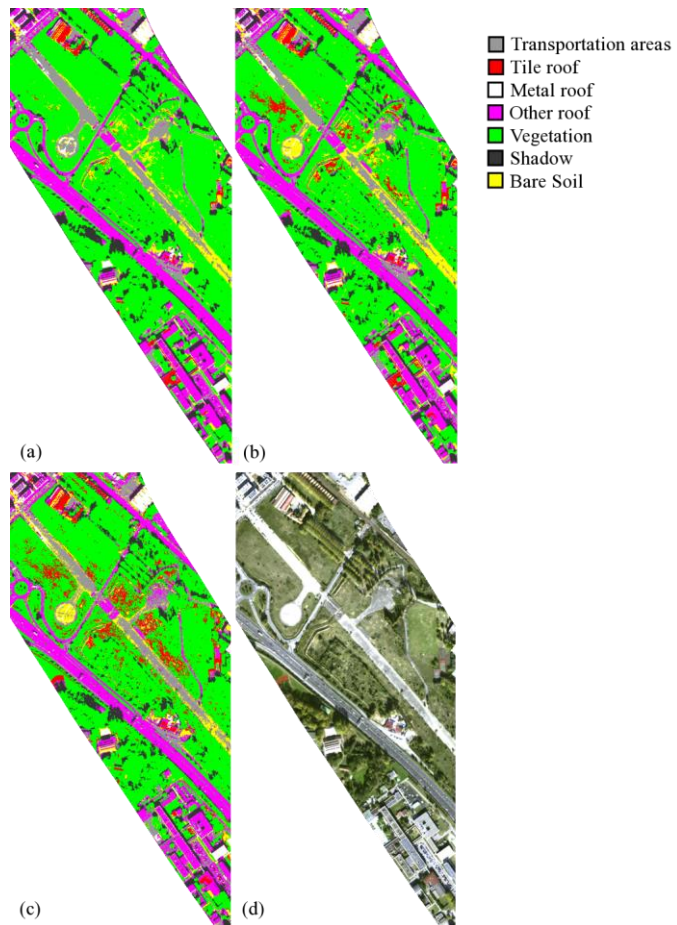 Transportation areas
Tile roof
Metal roof
Other roof
Vegetation
Shadow
Bare Soil
(a)
(b)
(c)
(d)